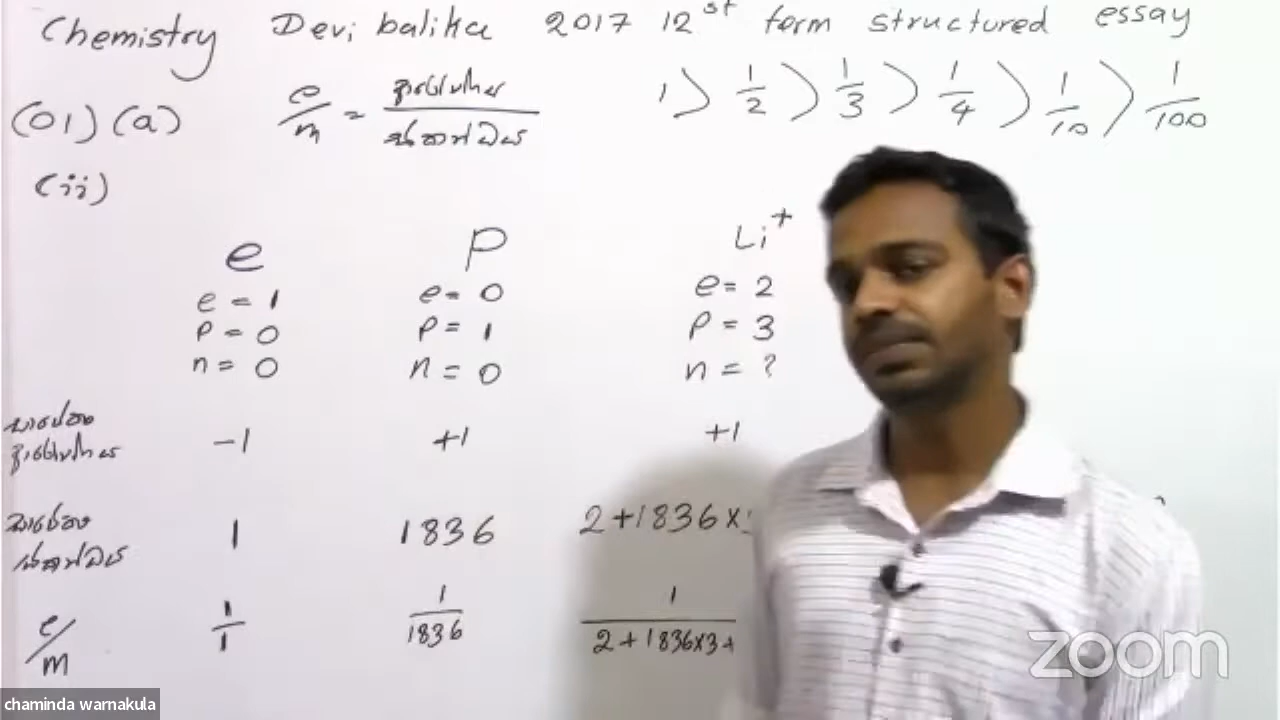 Chemistry Devi balika 2017 12st term structured essay
(01) (a) e/m = ආරෝපණය / ස්කන්ධය 1 > 1/2 > 1/3 > 1/4 > 1/10 > 1/100
(ii)
e P Li+
e = 1 e = 0 e = 2
P = 0 P = 1 P = 3
n = 0 n = 0 n = ?
සාපේක්ෂ
ආරෝපණය -1 +1 +1
සාපේක්ෂ 1 1836 2+1836×
ස්කන්ධය
e/m 1/1 1/1836 1/2+1836×3+
zoom
chaminda warnakula